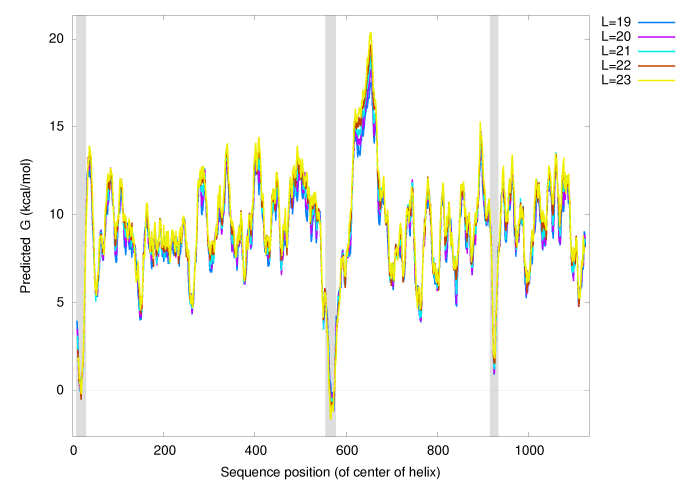 L=19
L=20
L=21
L=22
L=23
20
15
10
5
0
Predicted G (kcal/mol)
0 200 400 600 800 1000
Sequence position (of center of helix)